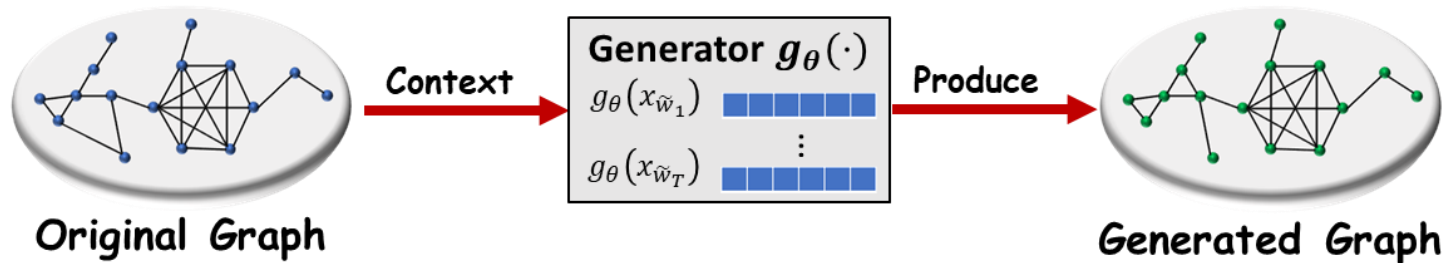 Context
Generator g_θ(·)
g_θ(x_{w̃_1})
⋮
g_θ(x_{w̃_T})
Produce
Original Graph
Generated Graph